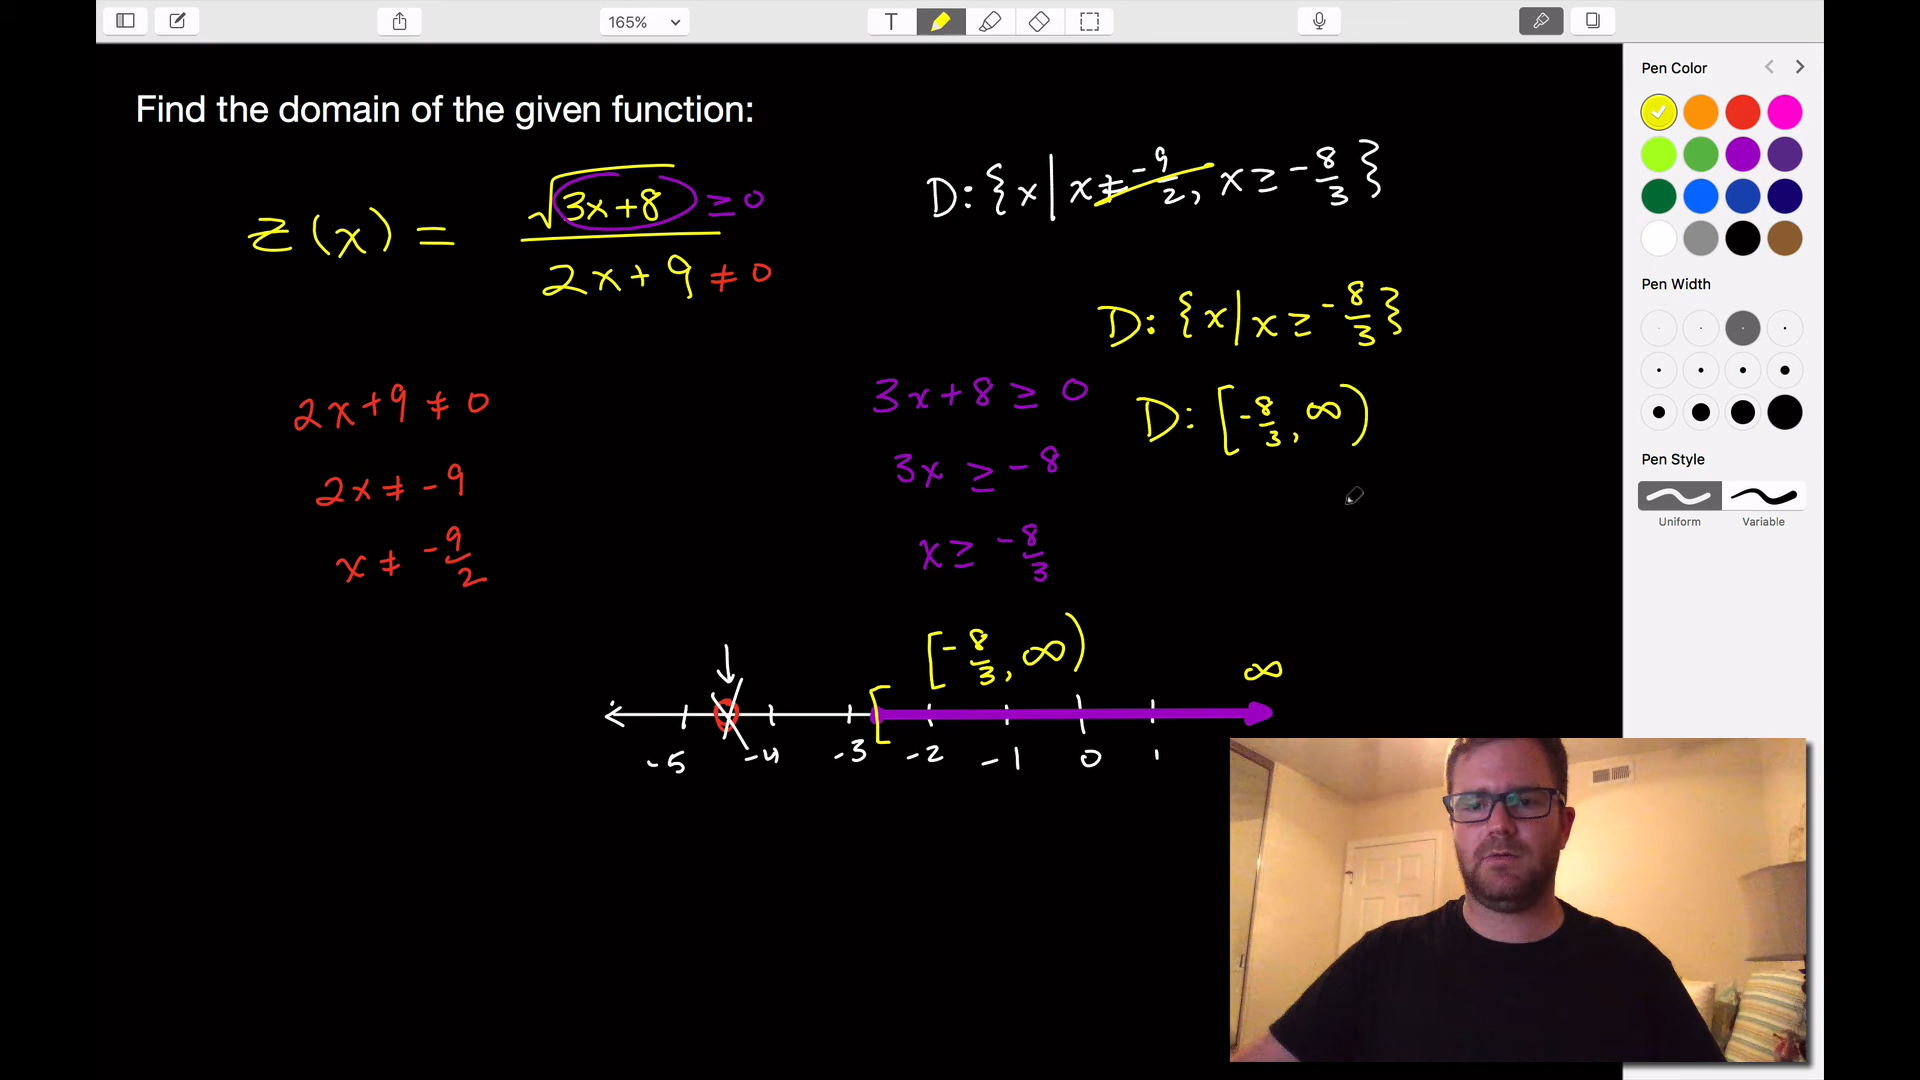 165%
T
Find the domain of the given function:
Z(x) = √(3x+8) ≥ 0
2x+9 ≠ 0
D: {x | x ≠ -9/2, x ≥ -8/3}
D: {x | x ≥ -8/3}
D: [-8/3, ∞)
2x+9 ≠ 0
2x ≠ -9
x ≠ -9/2
3x+8 ≥ 0
3x ≥ -8
x ≥ -8/3
[-8/3, ∞)
∞
[
-5 -4 -3 -2 -1 0 1
Pen Color
Pen Width
Pen Style
Uniform Variable